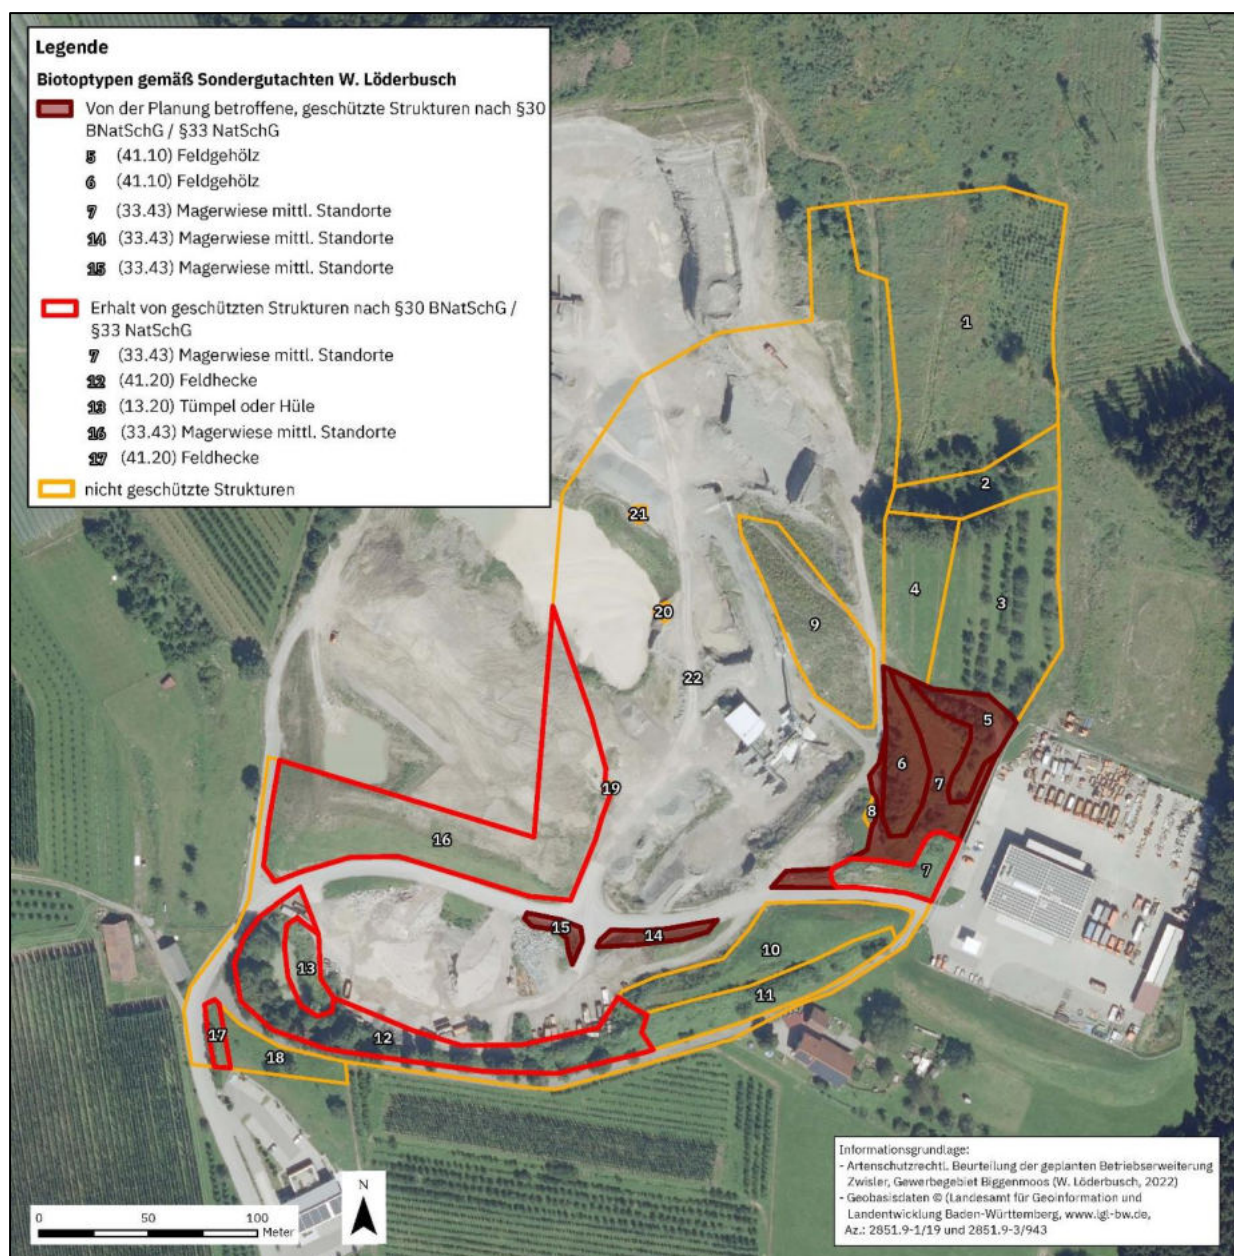 Legende
Biotoptypen gemäß Sondergutachten W. Löderbusch
Von der Planung betroffene, geschützte Strukturen nach §30
BNatSchG / §33 NatSchG
5 (41.10) Feldgehölz
6 (41.10) Feldgehölz
7 (33.43) Magerwiese mittl. Standorte
14 (33.43) Magerwiese mittl. Standorte
15 (33.43) Magerwiese mittl. Standorte
Erhalt von geschützten Strukturen nach §30 BNatSchG /
§33 NatSchG
7 (33.43) Magerwiese mittl. Standorte
12 (41.20) Feldhecke
13 (13.20) Tümpel oder Hüle
16 (33.43) Magerwiese mittl. Standorte
17 (41.20) Feldhecke
nicht geschützte Strukturen
1
2
3
4
21
20
9
22
5
6
7
8
19
16
7
15
14
10
13
11
12
17
18
N
0 50 100
Meter
Informationsgrundlage:
- Artenschutzrechtl. Beurteilung der geplanten Betriebserweiterung
Zwisler, Gewerbegebiet Biggenmoos (W. Löderbusch, 2022)
- Geobasisdaten © (Landesamt für Geoinformation und
Landentwicklung Baden-Württemberg, www.lgl-bw.de,
Az.: 2851.9-1/19 und 2851.9-3/943